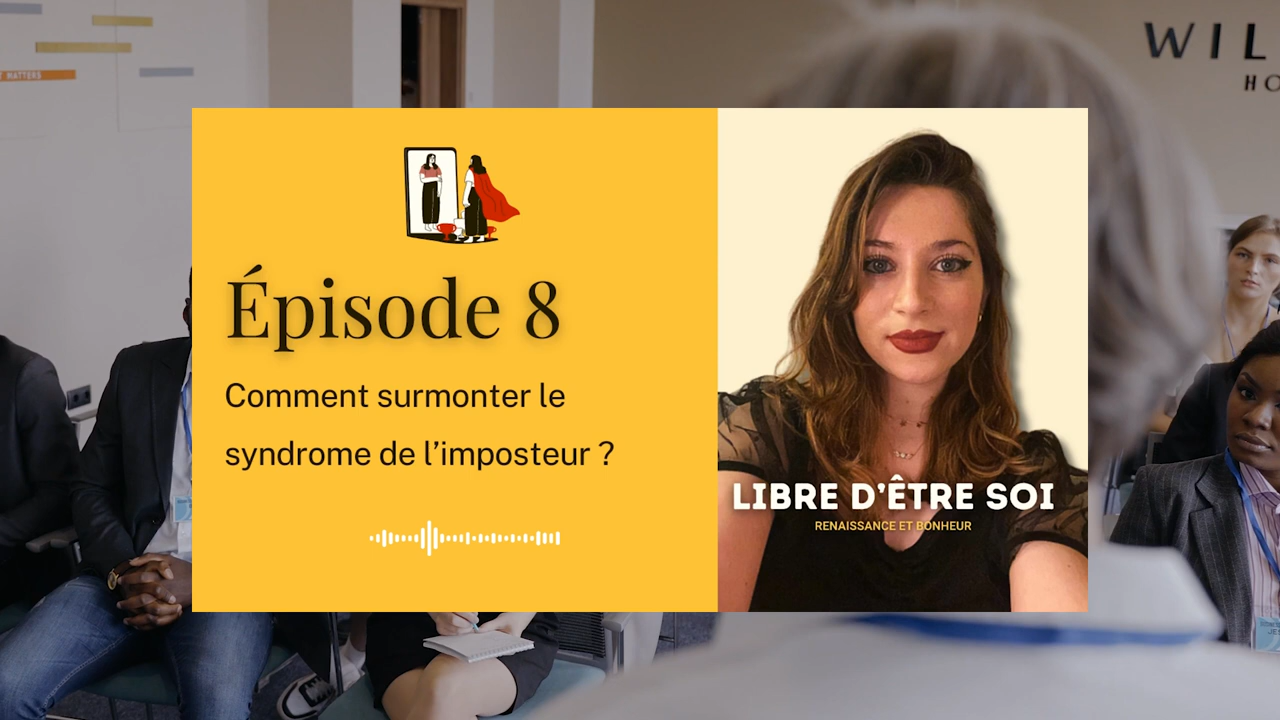 MATTERS
WIL
HO
Épisode 8
Comment surmonter le
syndrome de l'imposteur ?
LIBRE D'ÊTRE SOI
RENAISSANCE ET BONHEUR